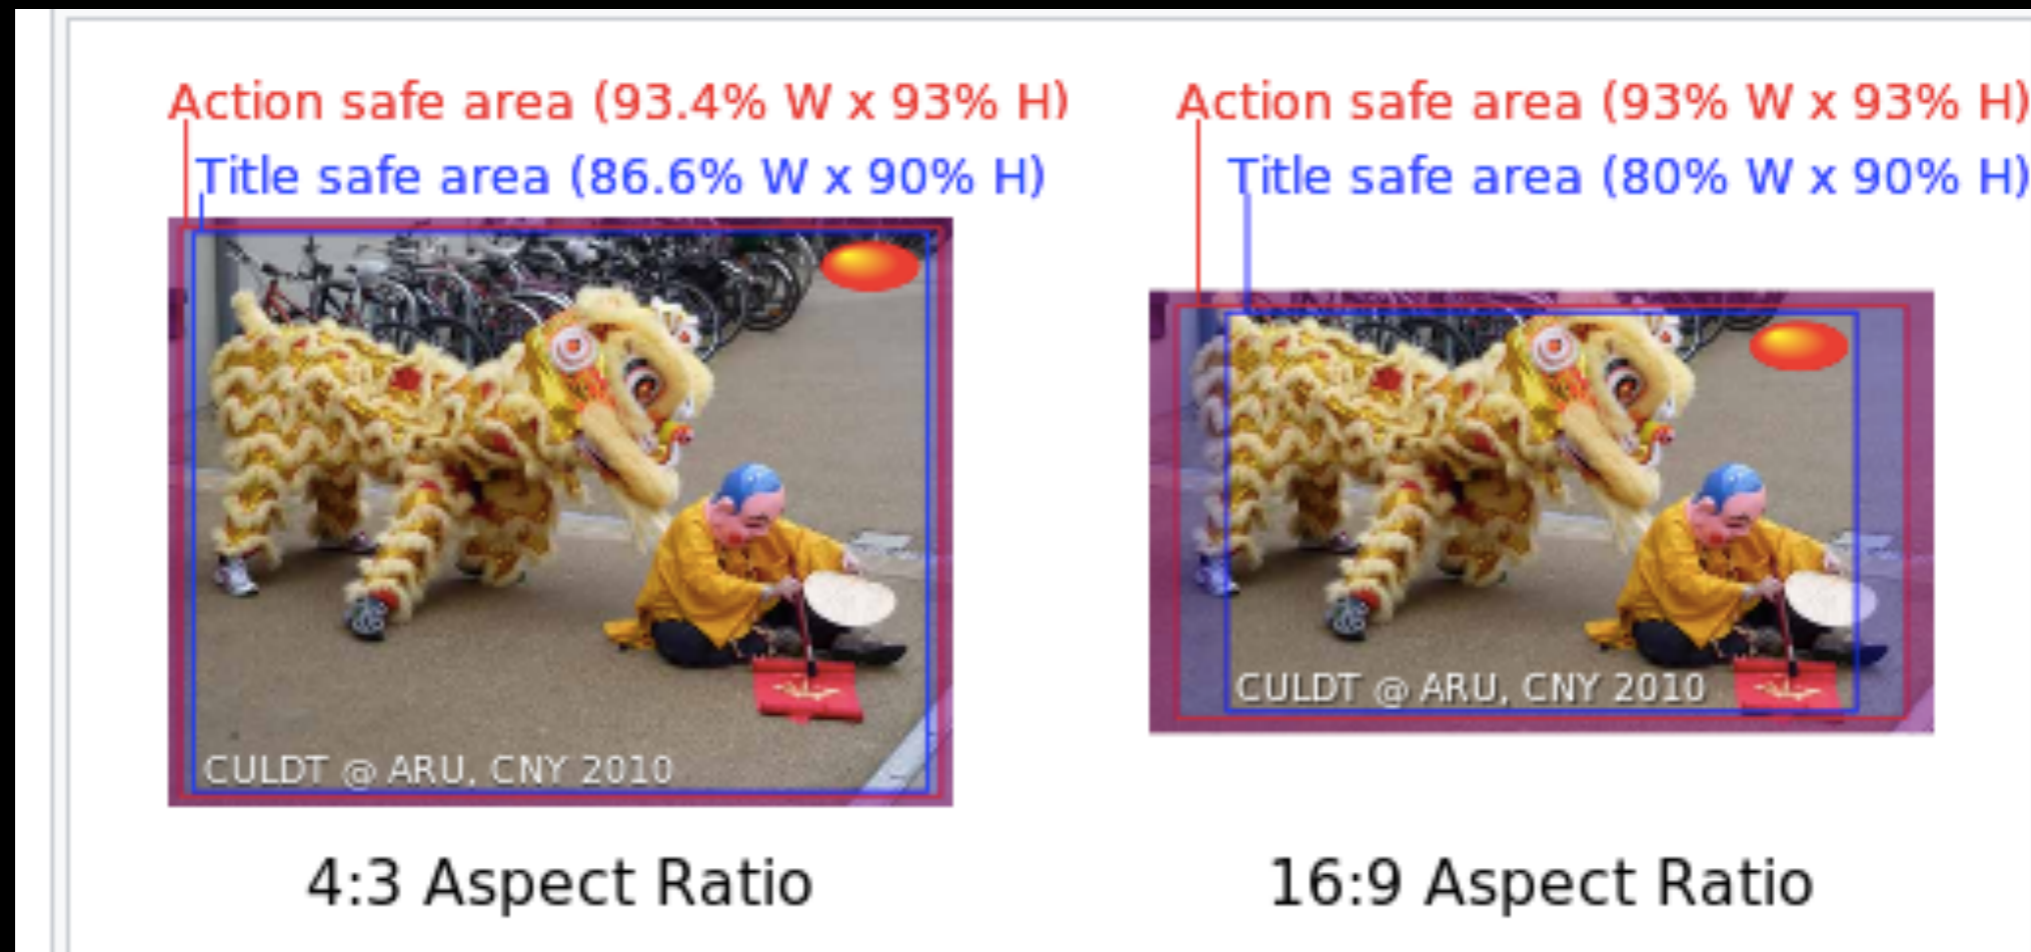 Action safe area (93.4% W x 93% H)
Title safe area (86.6% W x 90% H)
CULDT @ ARU, CNY 2010
4:3 Aspect Ratio
Action safe area (93% W x 93% H)
Title safe area (80% W x 90% H)
CULDT @ ARU, CNY 2010
16:9 Aspect Ratio